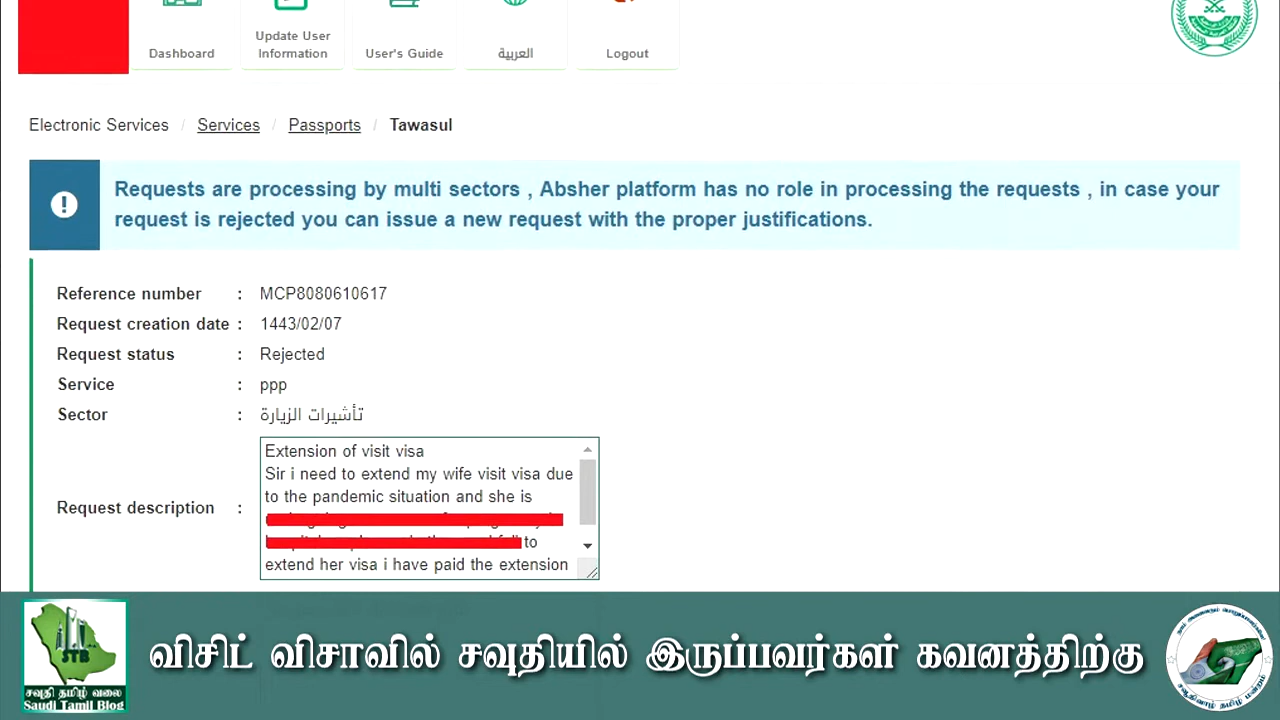 Dashboard
Update User
Information
User's Guide
العربية
Logout
Electronic Services / Services / Passports / Tawasul
Requests are processing by multi sectors , Absher platform has no role in processing the requests , in case your
request is rejected you can issue a new request with the proper justifications.
Reference number : MCP8080610617
Request creation date : 1443/02/07
Request status : Rejected
Service : ppp
Sector : تأشيرات الزيارة
Request description :
Extension of visit visa
Sir i need to extend my wife visit visa due
to the pandemic situation and she is
to
extend her visa i have paid the extension
விசிட் விசாவில் சவுதியில் இருப்பவர்கள் கவனத்திற்கு
STB
சவுதி தமிழ் வலை
Saudi Tamil Blog